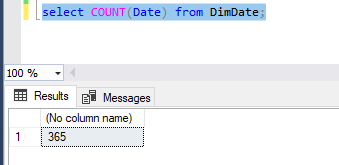 select COUNT(Date) from DimDate;
100 %
Results Messages
(No column name)
1 365